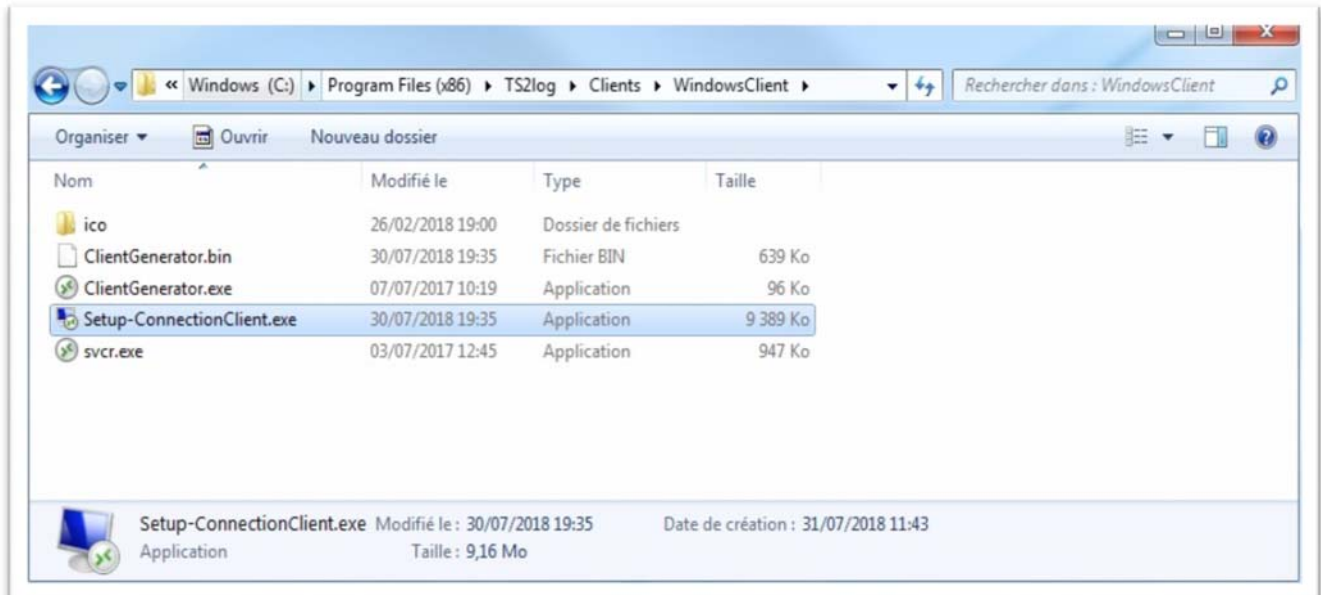 « Windows (C:) Program Files (x86) TS2log Clients WindowsClient Rechercher dans : WindowsClient
Organiser Ouvrir Nouveau dossier
Nom Modifié le Type Taille
ico 26/02/2018 19:00 Dossier de fichiers
ClientGenerator.bin 30/07/2018 19:35 Fichier BIN 639 Ko
ClientGenerator.exe 07/07/2017 10:19 Application 96 Ko
Setup-ConnectionClient.exe 30/07/2018 19:35 Application 9 389 Ko
svcr.exe 03/07/2017 12:45 Application 947 Ko
Setup-ConnectionClient.exe Modifié le : 30/07/2018 19:35 Date de création : 31/07/2018 11:43
Application Taille : 9,16 Mo